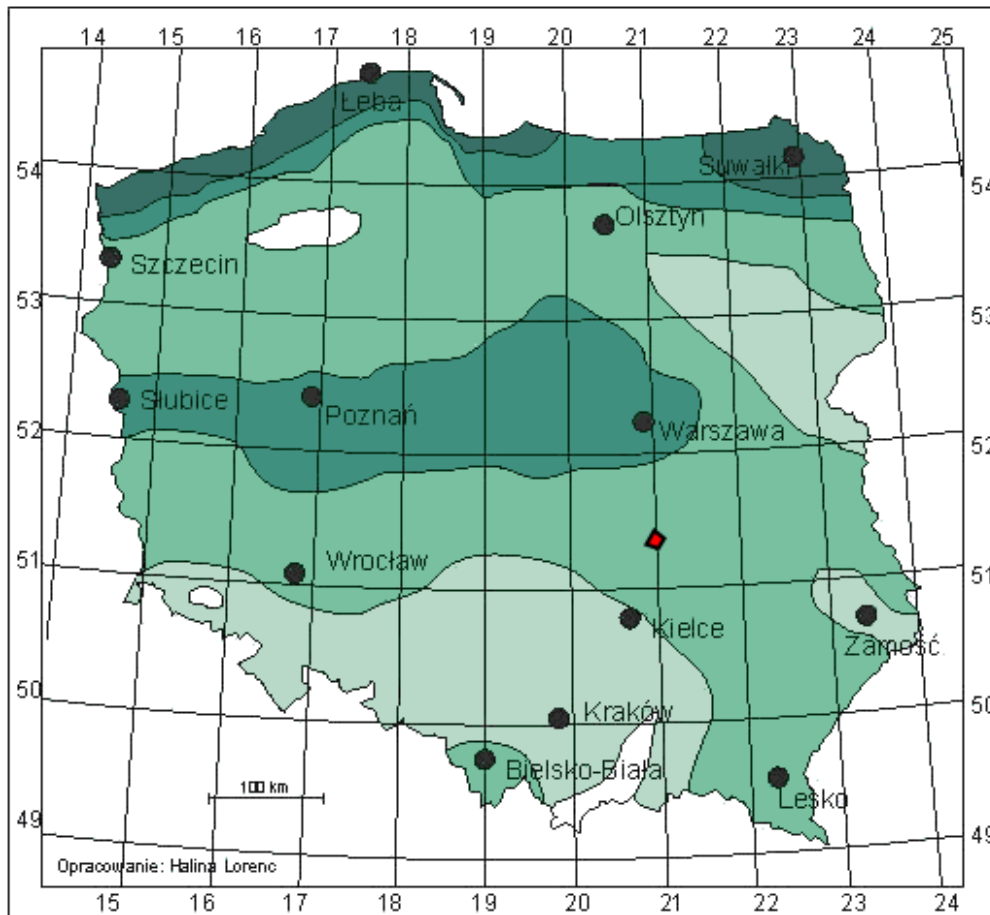 14 15 16 17 18 19 20 21 22 23 24 25
Łeba
54
Suwałki
54
Olsztyn
Szczecin
53
53
Słubice
Poznań
Warszawa
52
52
Wrocław
51
51
Kielce
Zamość
50
Kraków
50
Bielsko-Biała
100 km
Lesko
49
49
Opracowanie: Halina Lorenc
15 16 17 18 19 20 21 22 23 24